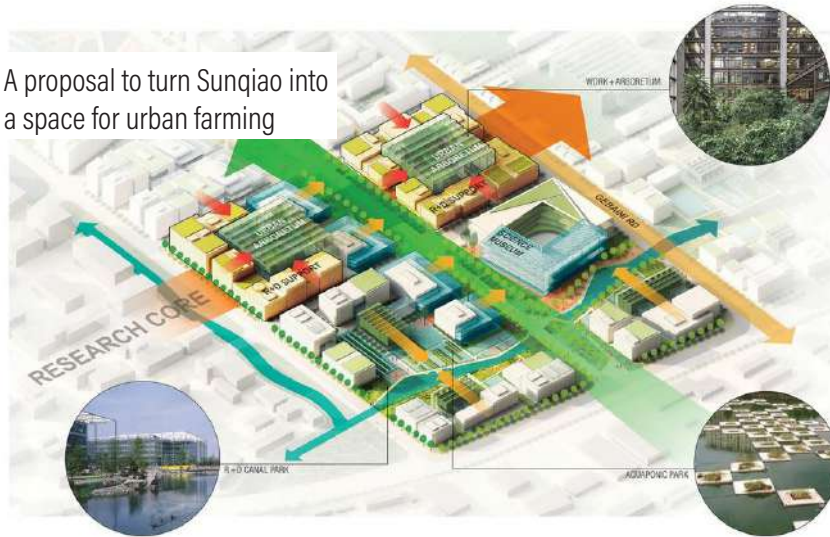 A proposal to turn Sunqiao into
a space for urban farming
WORK + ARBORETUM
URBAN
ARBORETUM
R+D SUPPORT
GEBAINI RD
SCIENCE
MUSEUM
URBAN
ARBORETUM
R+D SUPPORT
RESEARCH CORE
R+D CANAL PARK
AQUAPONIC PARK